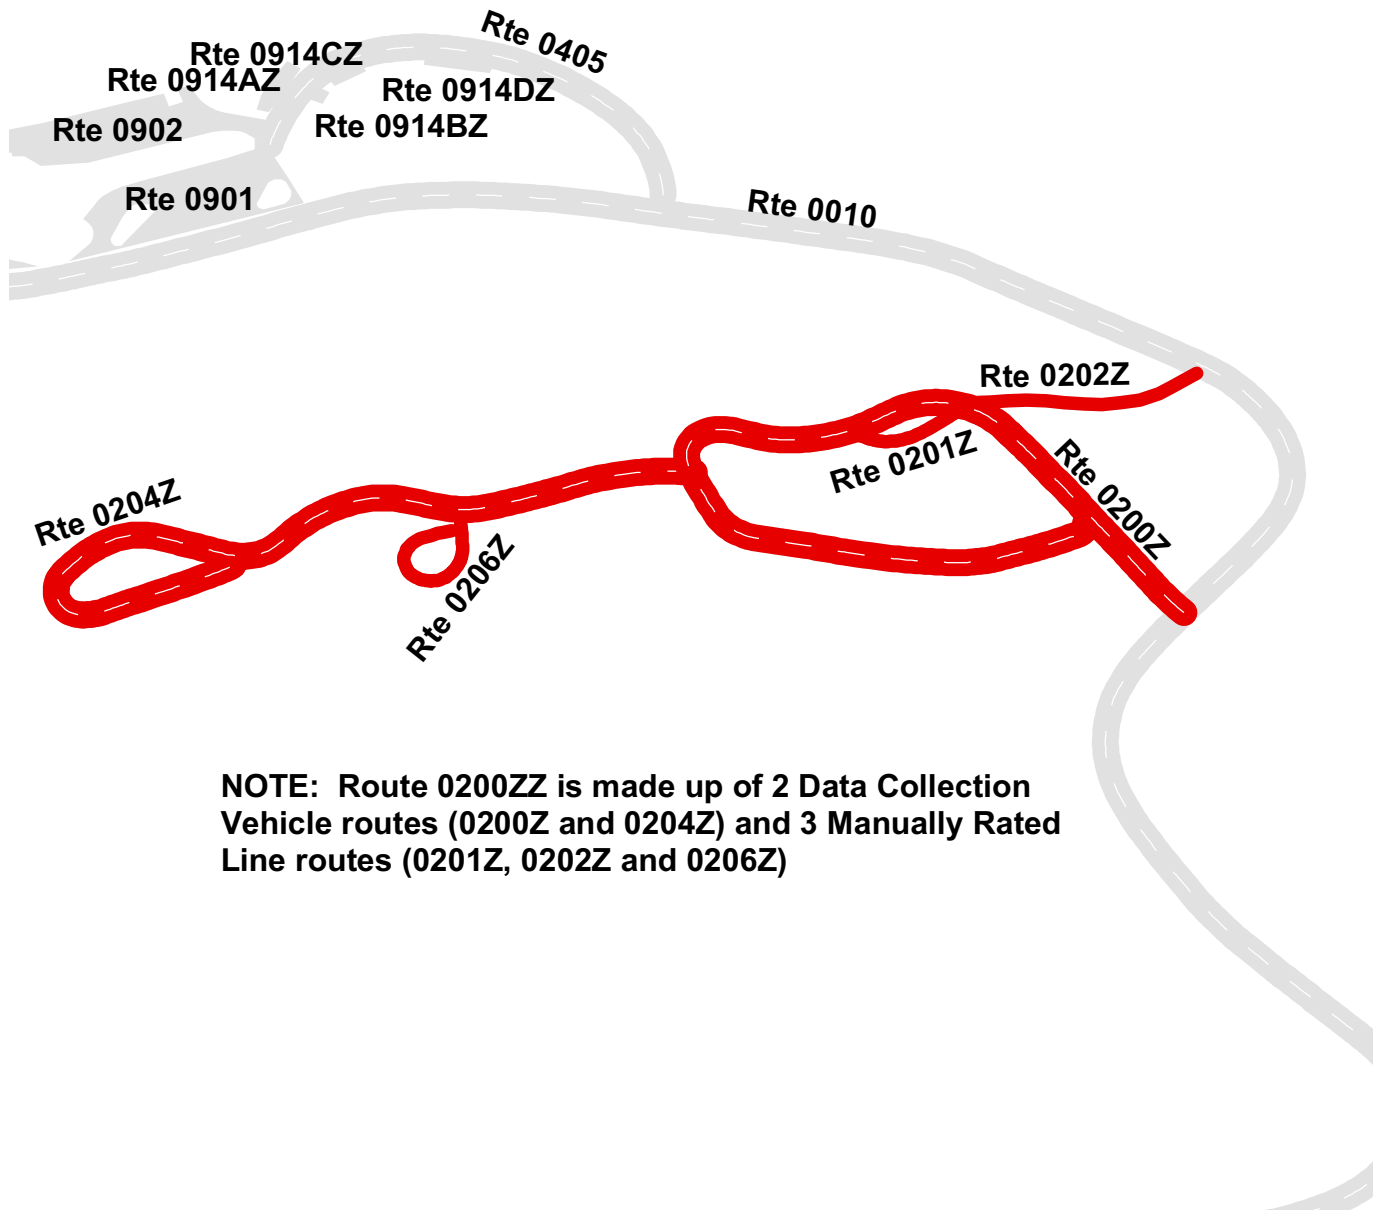 Rte 0405
Rte 0914CZ
Rte 0914AZ
Rte 0914DZ
Rte 0914BZ
Rte 0902
Rte 0901
Rte 0010
Rte 0202Z
Rte 0201Z
Rte 0200Z
Rte 0204Z
Rte 0206Z
NOTE:  Route 0200ZZ is made up of 2 Data Collection
Vehicle routes (0200Z and 0204Z) and 3 Manually Rated
Line routes (0201Z, 0202Z and 0206Z)